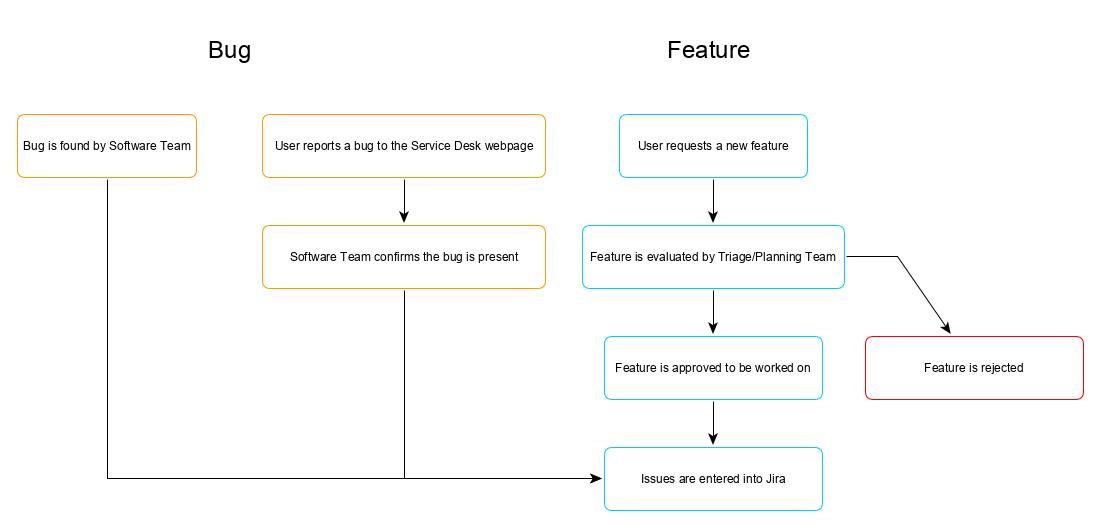 Bug
Feature
Bug is found by Software Team
User reports a bug to the Service Desk webpage
User requests a new feature
Software Team confirms the bug is present
Feature is evaluated by Triage/Planning Team
Feature is approved to be worked on
Feature is rejected
Issues are entered into Jira